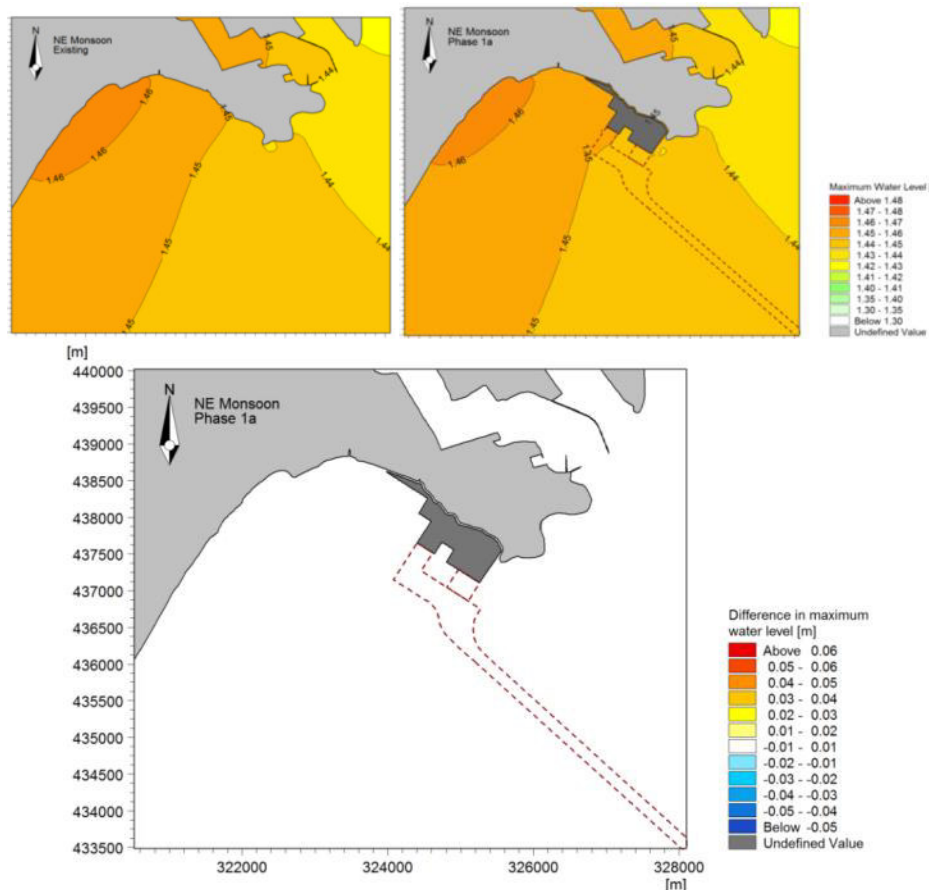 N
NE Monsoon
Existing
1.45
1.44
1.46
1.45
1.46
1.45
1.44
1.45
N
NE Monsoon
Phase 1a
1.45
1.44
1.46
1.45
1.46
1.45
1.44
1.45
Maximum Water Level
Above 1.48
1.47 - 1.48
1.46 - 1.47
1.45 - 1.46
1.44 - 1.45
1.43 - 1.44
1.42 - 1.43
1.41 - 1.42
1.40 - 1.41
1.35 - 1.40
1.30 - 1.35
Below 1.30
Undefined Value
[m]
440000
439500
439000
438500
438000
437500
437000
436500
436000
435500
435000
434500
434000
433500
N
NE Monsoon
Phase 1a
322000
324000
326000
328000
[m]
Difference in maximum
water level [m]
Above 0.06
0.05 - 0.06
0.04 - 0.05
0.03 - 0.04
0.02 - 0.03
0.01 - 0.02
-0.01 - 0.01
-0.02 - -0.01
-0.03 - -0.02
-0.04 - -0.03
-0.05 - -0.04
Below -0.05
Undefined Value